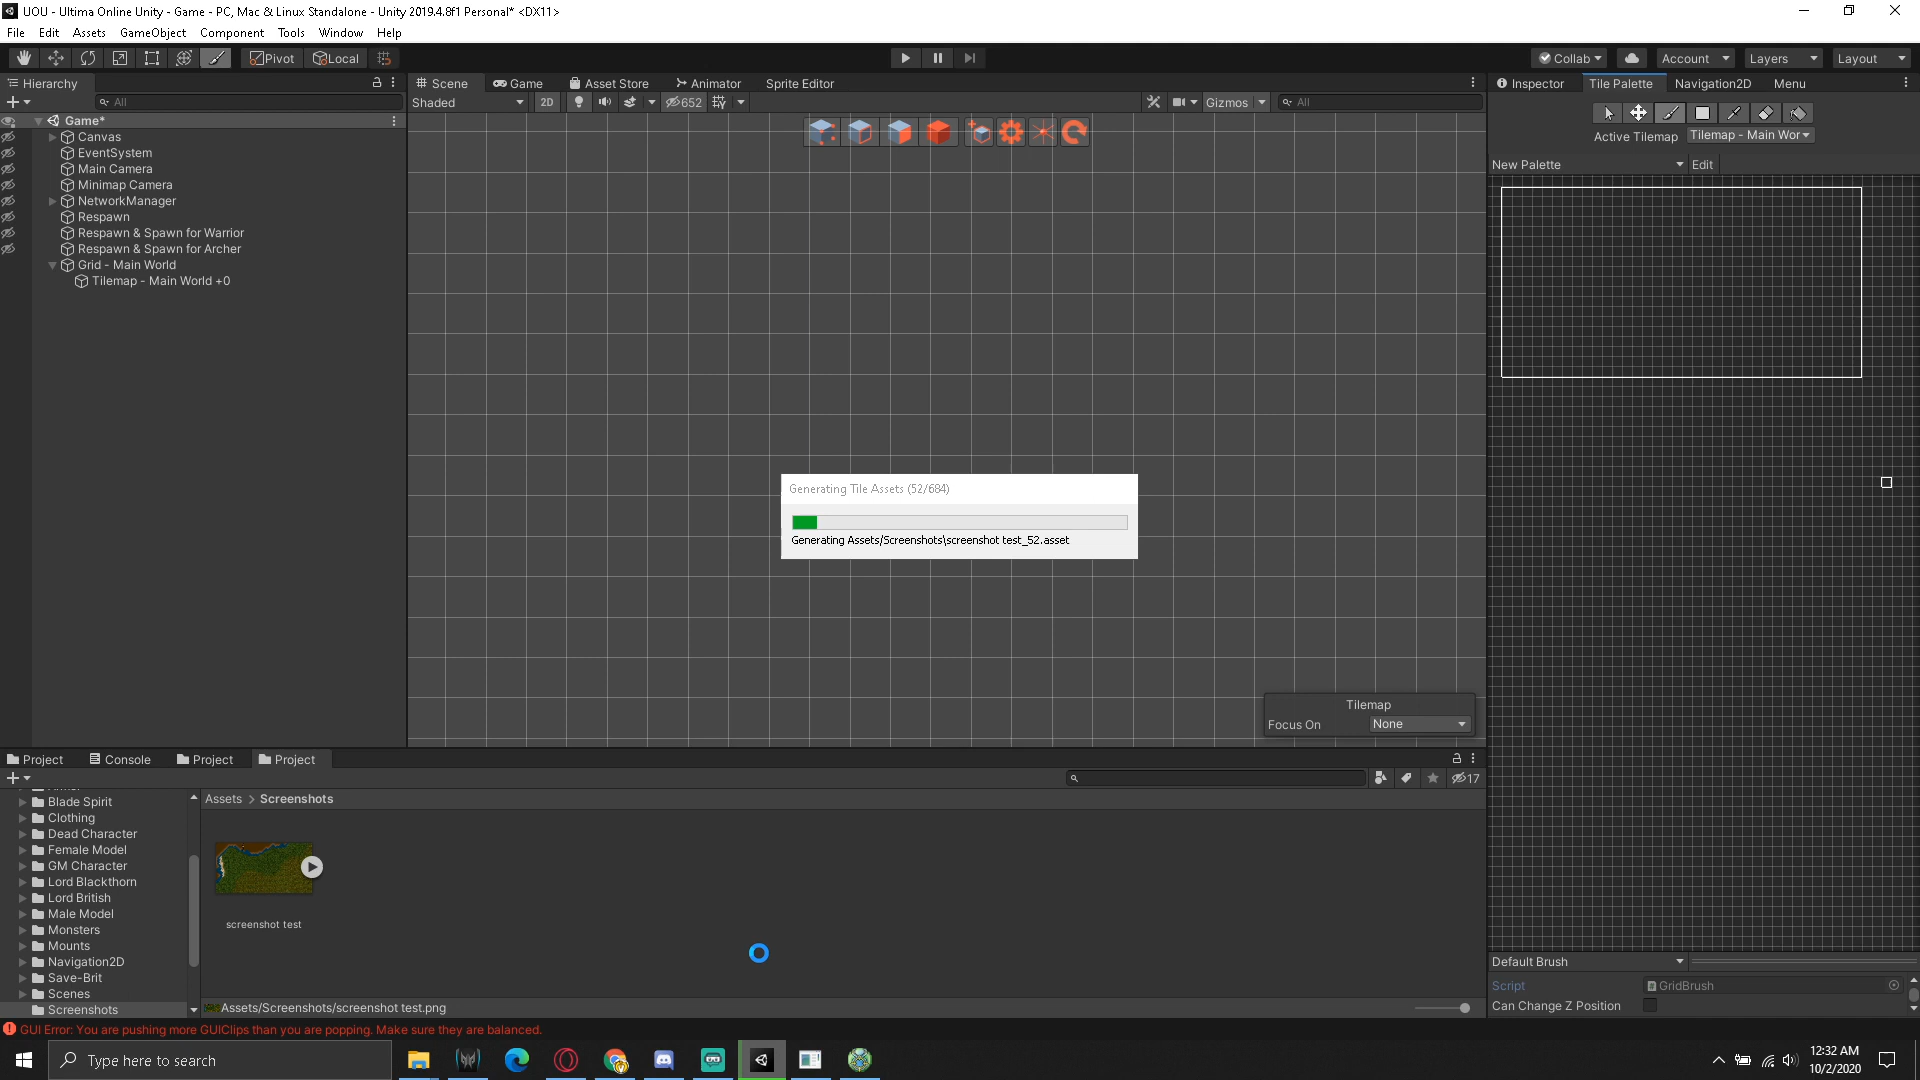 UOU - Ultima Online Unity - Game - PC, Mac & Linux Standalone - Unity 2019.4.8f1 Personal* <DX11>
File Edit Assets GameObject Component Tools Window Help
Pivot Local Collab Account Layers Layout
Hierarchy
All
Game*
Canvas
EventSystem
Main Camera
Minimap Camera
NetworkManager
Respawn
Respawn & Spawn for Warrior
Respawn & Spawn for Archer
Grid - Main World
Tilemap - Main World +0
Scene Game Asset Store Animator Sprite Editor
Shaded 2D 652 Gizmos All
Generating Tile Assets (52/684)
Generating Assets/Screenshots\screenshot test_52.asset
Tilemap
Focus On None
Inspector Tile Palette Navigation2D Menu
Active Tilemap Tilemap - Main Wor
New Palette Edit
Default Brush
Script GridBrush
Can Change Z Position
Project Console Project Project
17
Blade Spirit
Clothing
Dead Character
Female Model
GM Character
Lord Blackthorn
Lord British
Male Model
Monsters
Mounts
Navigation2D
Save-Brit
Scenes
Screenshots
Assets > Screenshots
screenshot test
Assets/Screenshots/screenshot test.png
GUI Error: You are pushing more GUIClips than you are popping. Make sure they are balanced.
Type here to search
12:32 AM
10/2/2020